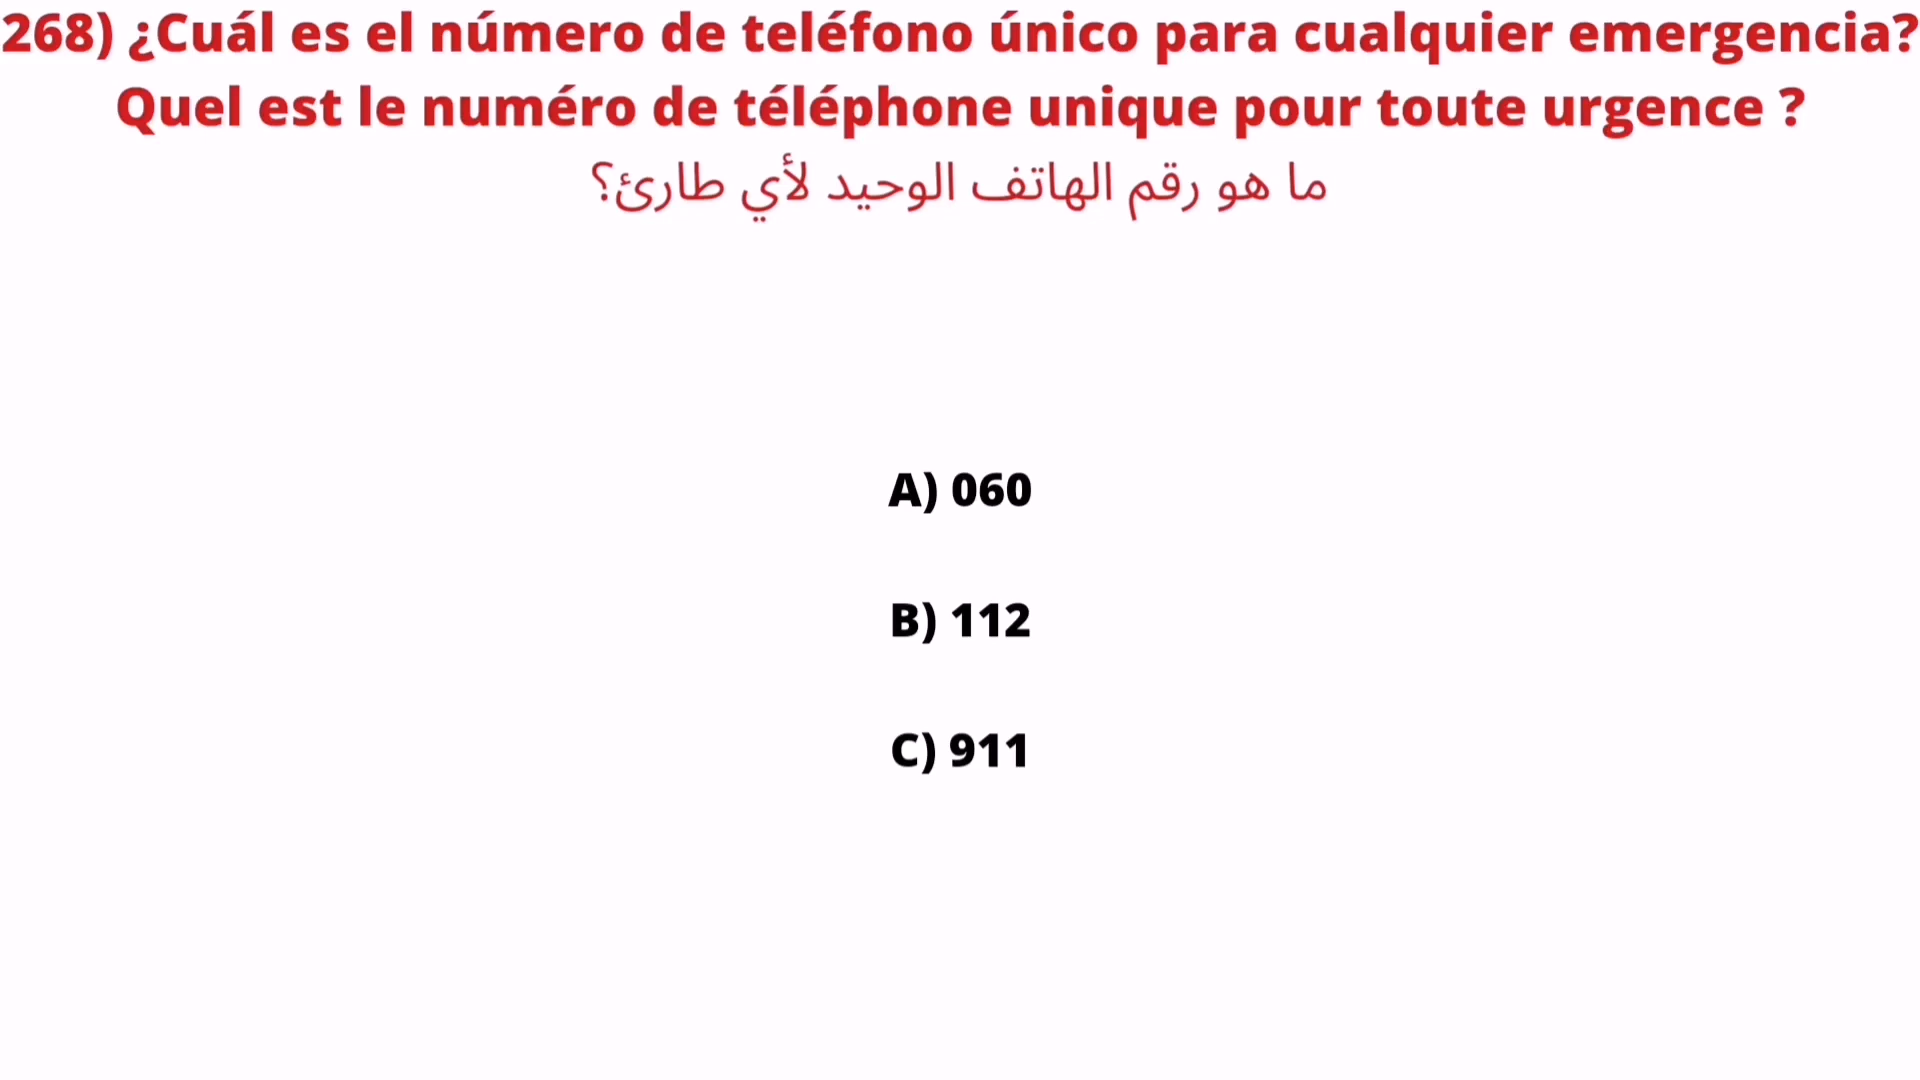 268) ¿Cuál es el número de teléfono único para cualquier emergencia?
Quel est le numéro de téléphone unique pour toute urgence ?
ما هو رقم الهاتف الوحيد لأي طارئ؟
A) 060
B) 112
C) 911